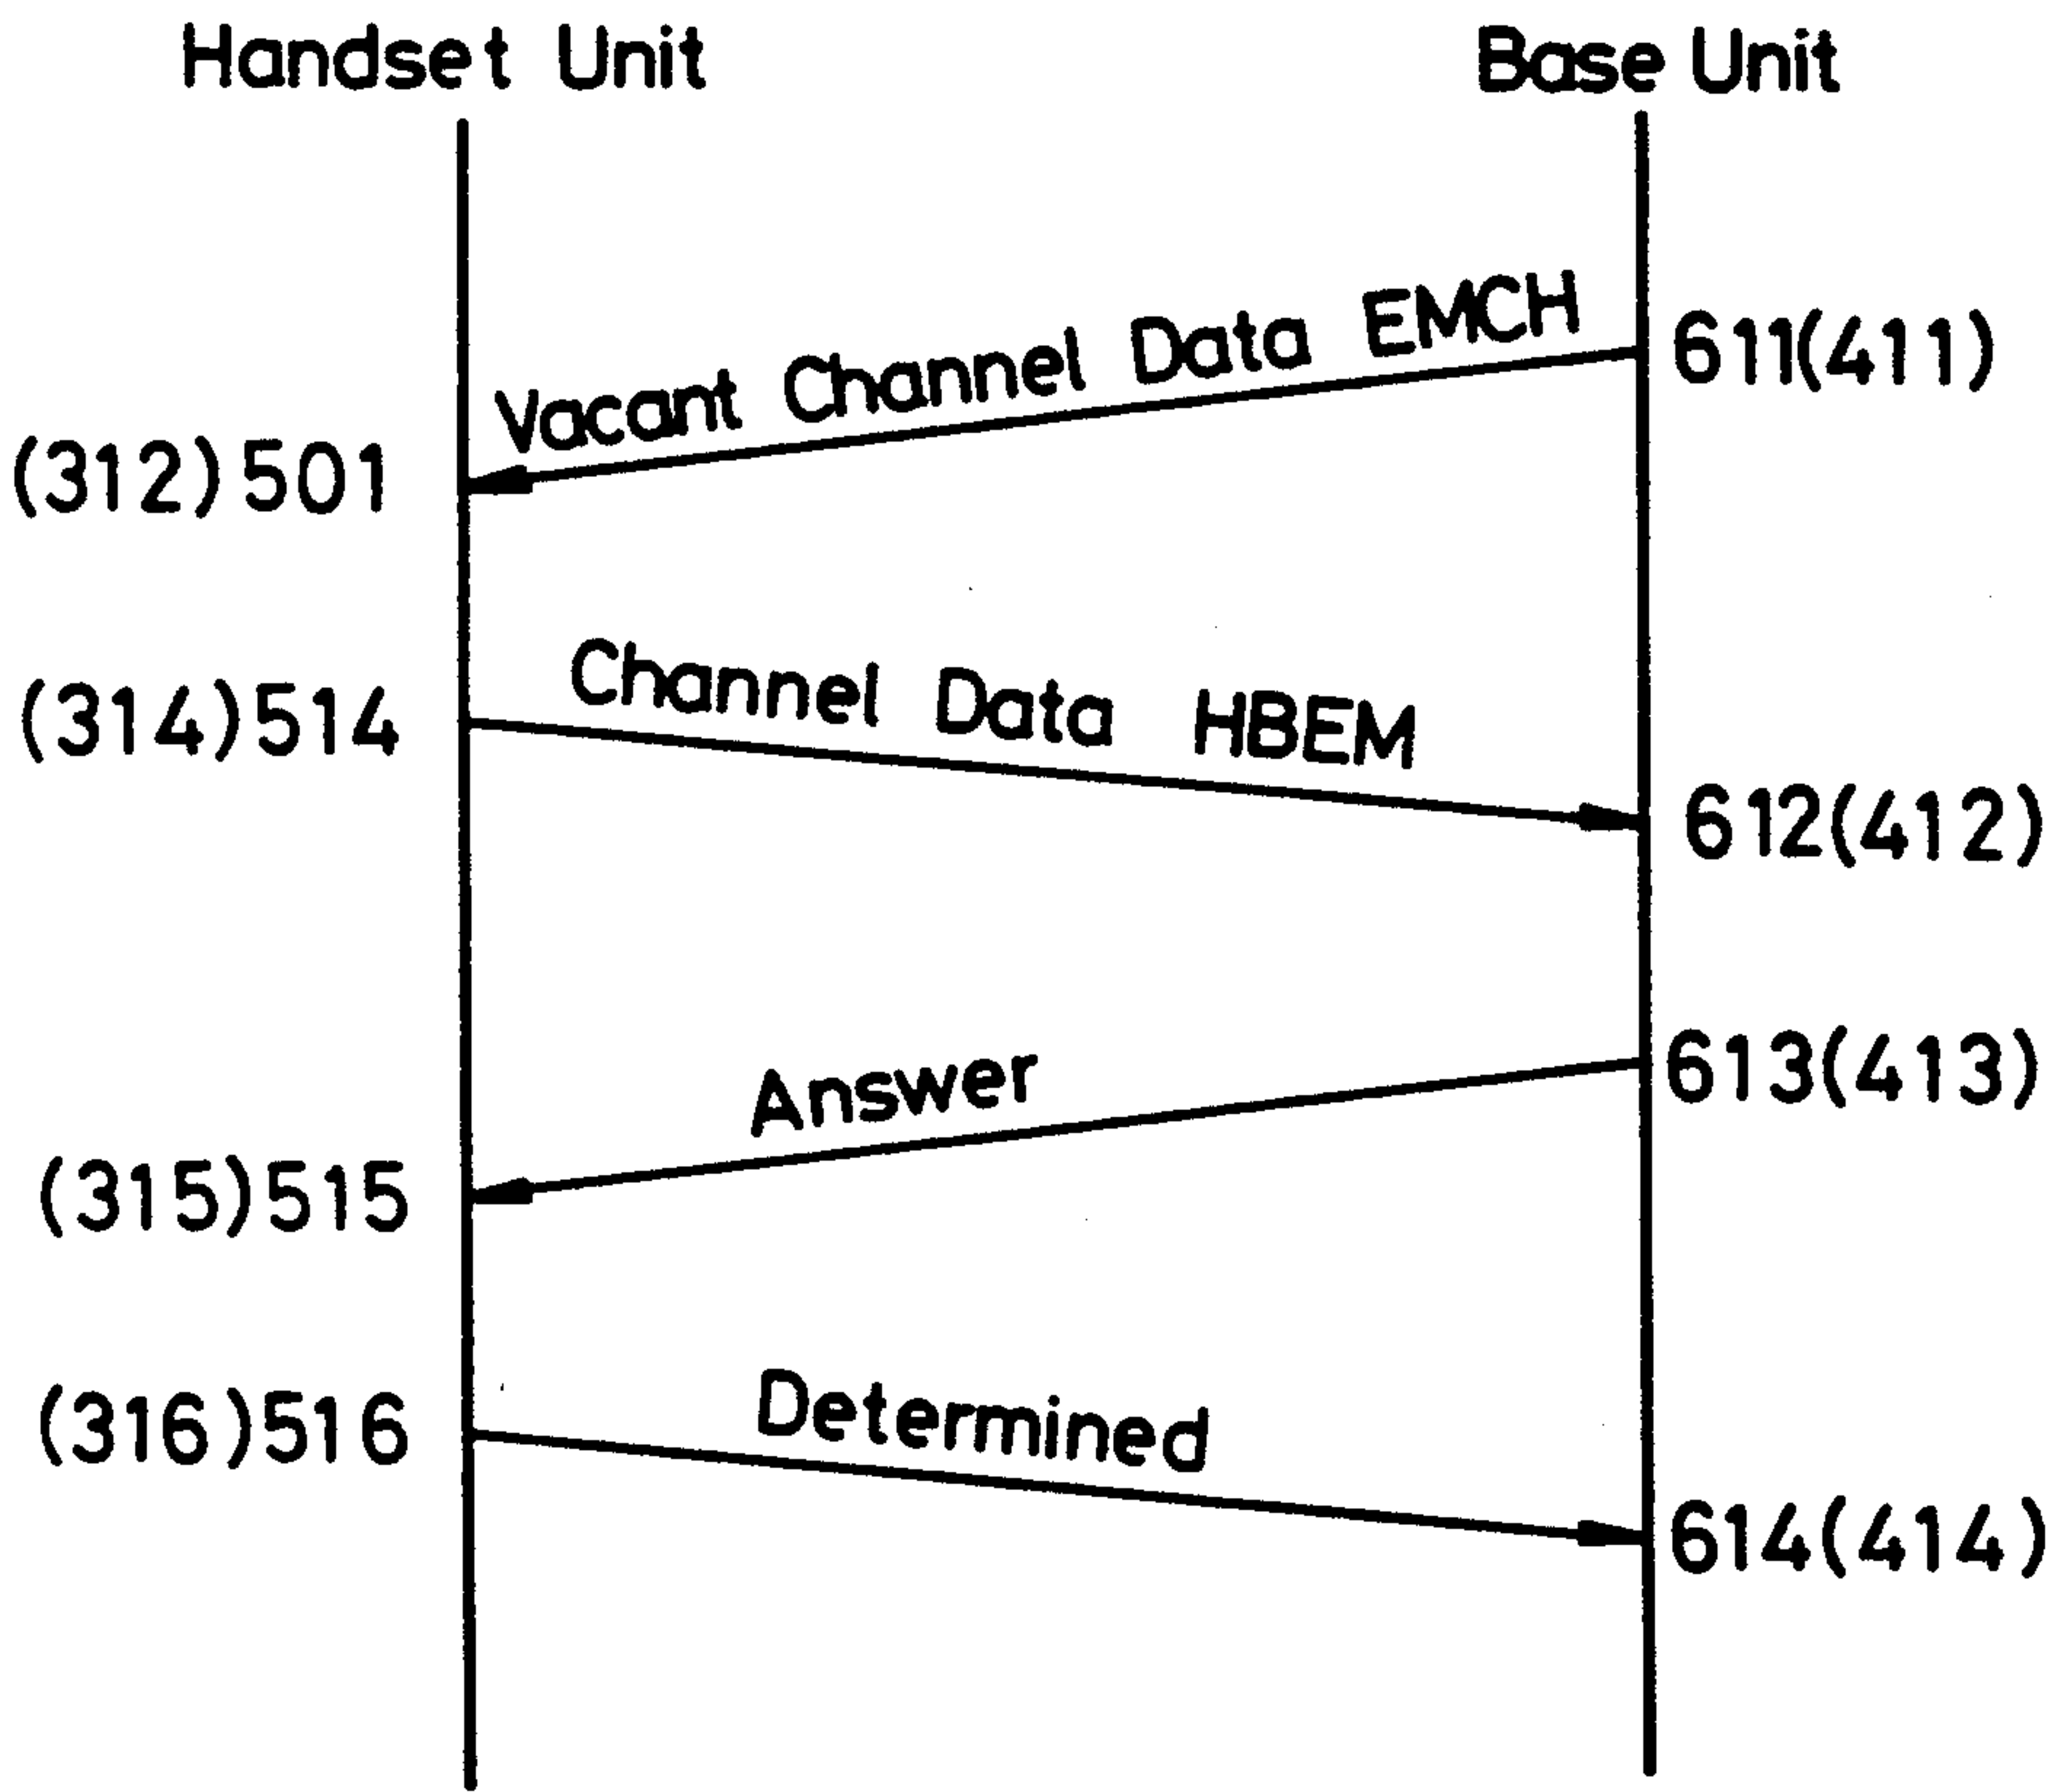 Handset Unit
Base Unit
Vacant Channel Data EMCH
611(411)
(312)501
(314)514
Channel Data HBEM
612(412)
Answer
613(413)
(315)515
(316)516
Determined
614(414)